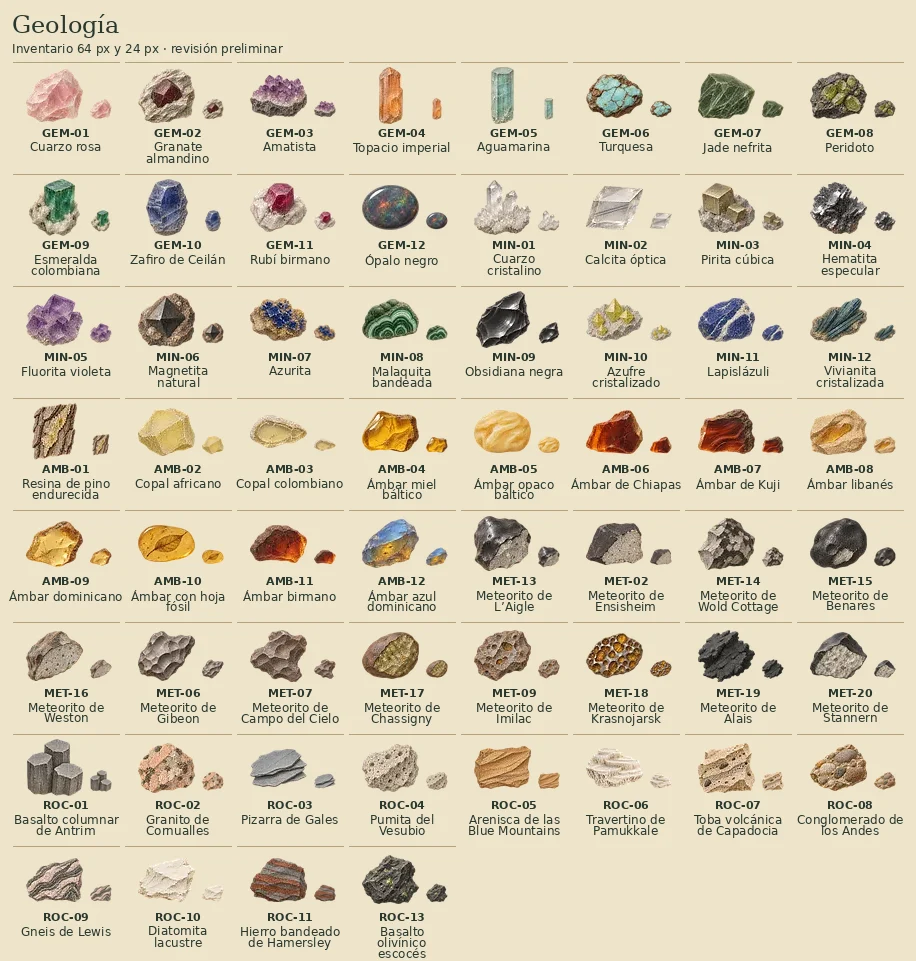 Geología
Inventario 64 px y 24 px · revisión preliminar
GEM-01
Cuarzo rosa
GEM-02
Granate
almandino
GEM-03
Amatista
GEM-04
Topacio imperial
GEM-05
Aguamarina
GEM-06
Turquesa
GEM-07
Jade nefrita
GEM-08
Peridoto
GEM-09
Esmeralda
colombiana
GEM-10
Zafiro de Ceilán
GEM-11
Rubí birmano
GEM-12
Ópalo negro
MIN-01
Cuarzo
cristalino
MIN-02
Calcita óptica
MIN-03
Pirita cúbica
MIN-04
Hematita
especular
MIN-05
Fluorita violeta
MIN-06
Magnetita
natural
MIN-07
Azurita
MIN-08
Malaquita
bandeada
MIN-09
Obsidiana negra
MIN-10
Azufre
cristalizado
MIN-11
Lapislázuli
MIN-12
Vivianita
cristalizada
AMB-01
Resina de pino
endurecida
AMB-02
Copal africano
AMB-03
Copal colombiano
AMB-04
Ámbar miel
báltico
AMB-05
Ámbar opaco
báltico
AMB-06
Ámbar de Chiapas
AMB-07
Ámbar de Kuji
AMB-08
Ámbar libanés
AMB-09
Ámbar dominicano
AMB-10
Ámbar con hoja
fósil
AMB-11
Ámbar birmano
AMB-12
Ámbar azul
dominicano
MET-13
Meteorito de
L’Aigle
MET-02
Meteorito de
Ensisheim
MET-14
Meteorito de
Wold Cottage
MET-15
Meteorito de
Benares
MET-16
Meteorito de
Weston
MET-06
Meteorito de
Gibeon
MET-07
Meteorito de
Campo del Cielo
MET-17
Meteorito de
Chassigny
MET-09
Meteorito de
Imilac
MET-18
Meteorito de
Krasnojarsk
MET-19
Meteorito de
Alais
MET-20
Meteorito de
Stannern
ROC-01
Basalto columnar
de Antrim
ROC-02
Granito de
Cornualles
ROC-03
Pizarra de Gales
ROC-04
Pumita del
Vesubio
ROC-05
Arenisca de las
Blue Mountains
ROC-06
Travertino de
Pamukkale
ROC-07
Toba volcánica
de Capadocia
ROC-08
Conglomerado de
los Andes
ROC-09
Gneis de Lewis
ROC-10
Diatomita
lacustre
ROC-11
Hierro bandeado
de Hamersley
ROC-13
Basalto
olivínico
escocés